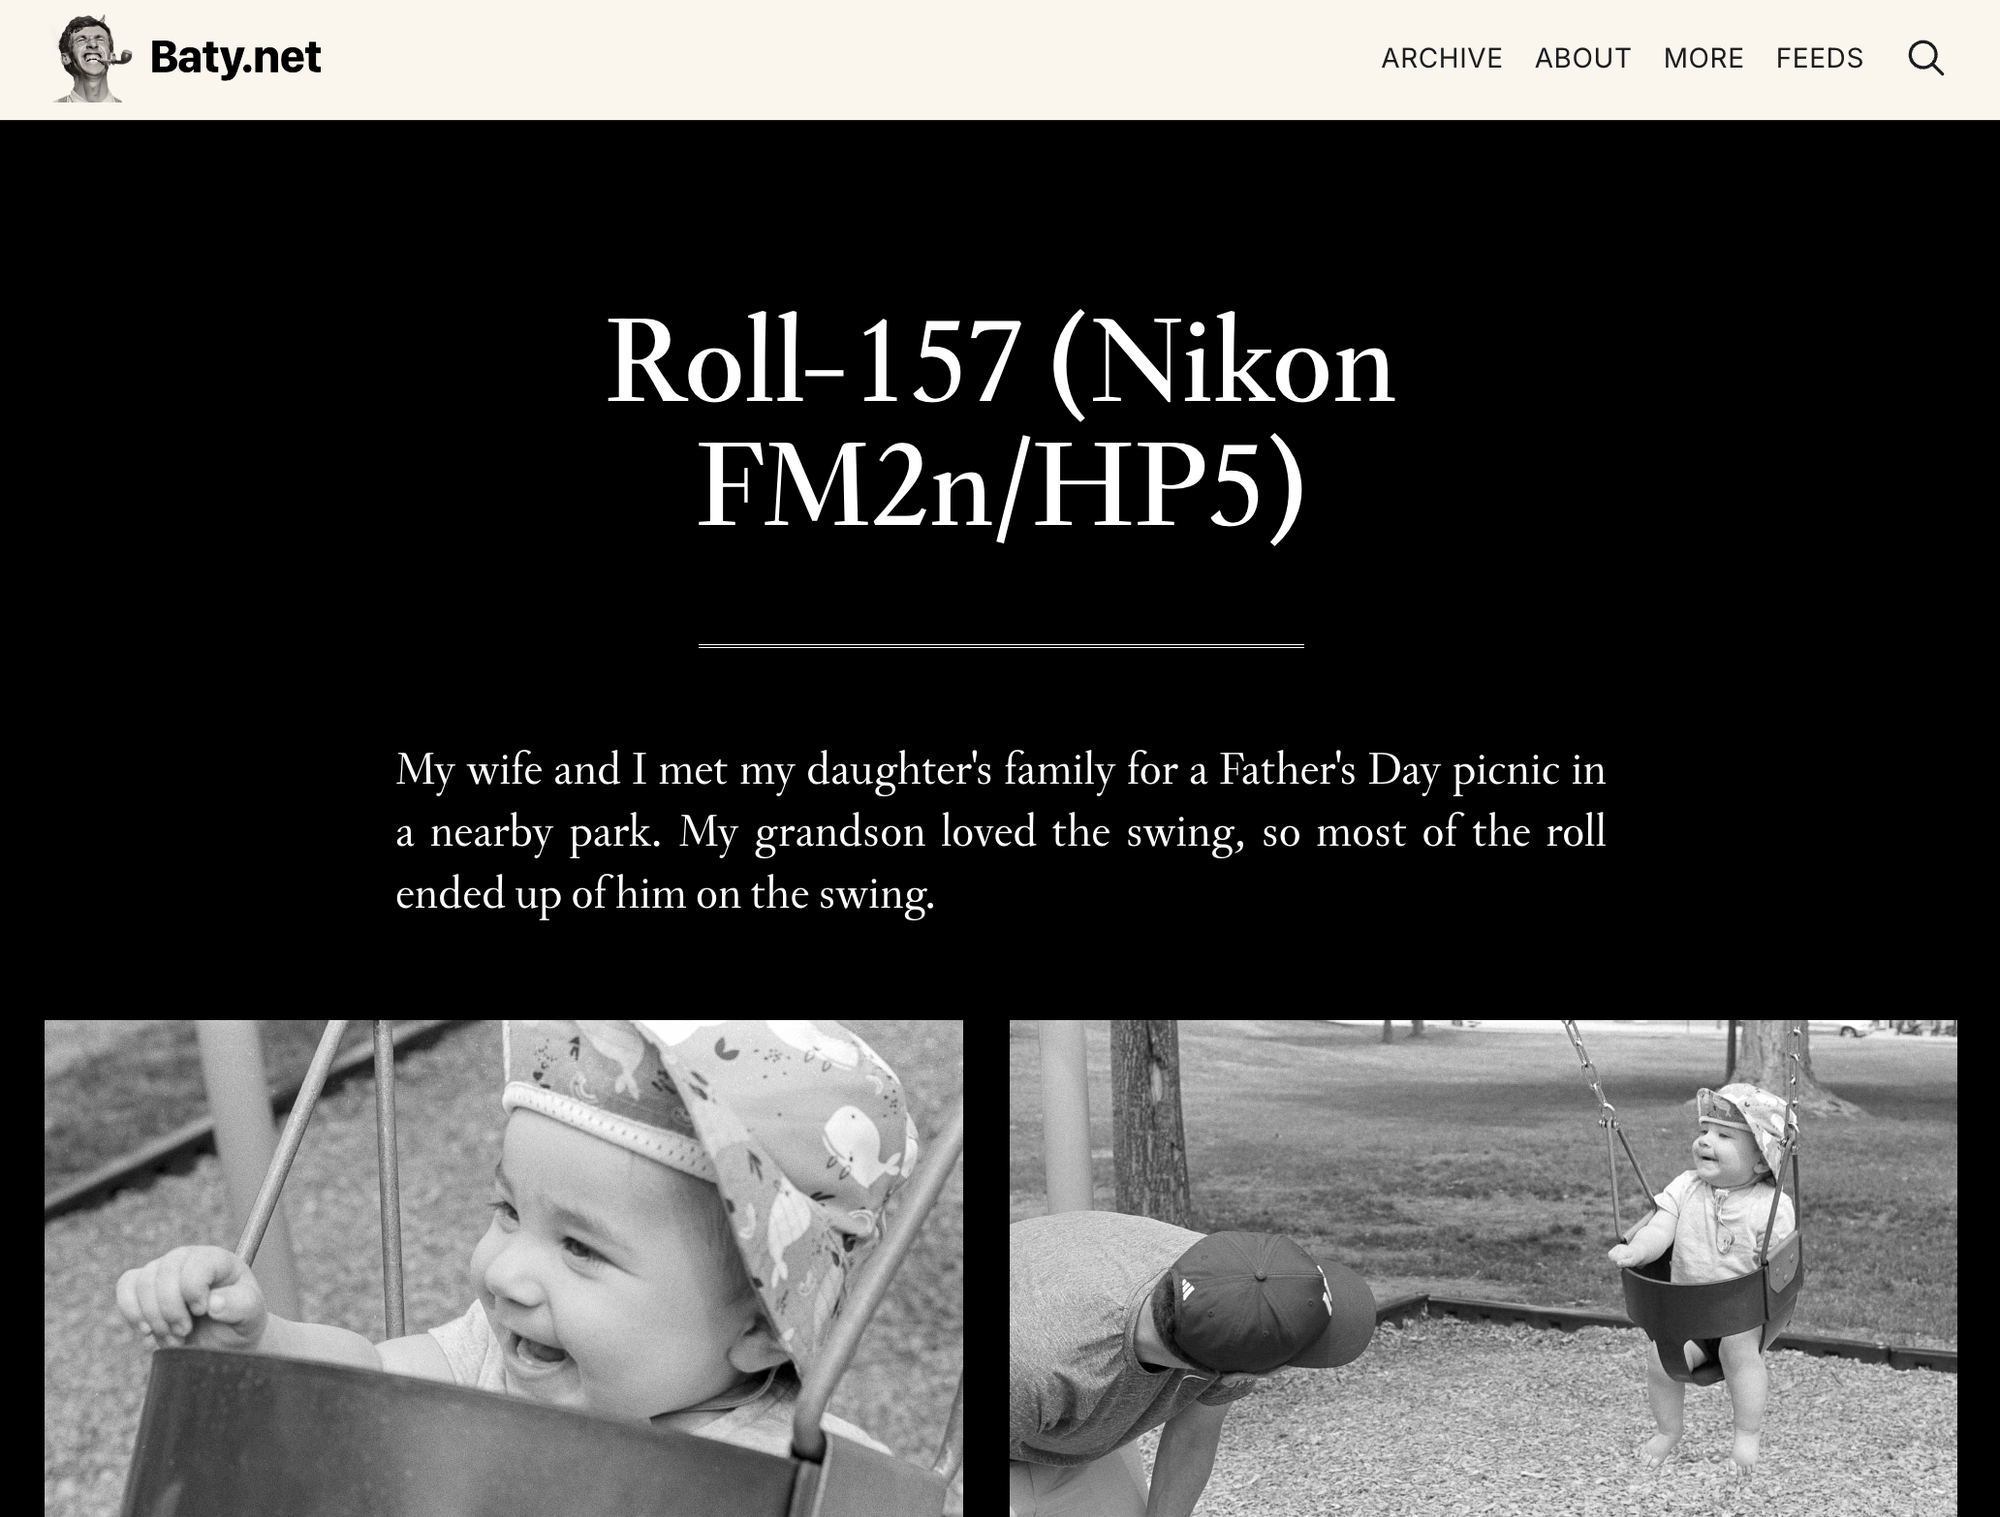 Baty.net
ARCHIVE ABOUT MORE FEEDS
Roll-157 (Nikon
FM2n/HP5)
My wife and I met my daughter's family for a Father's Day picnic in
a nearby park. My grandson loved the swing, so most of the roll
ended up of him on the swing.